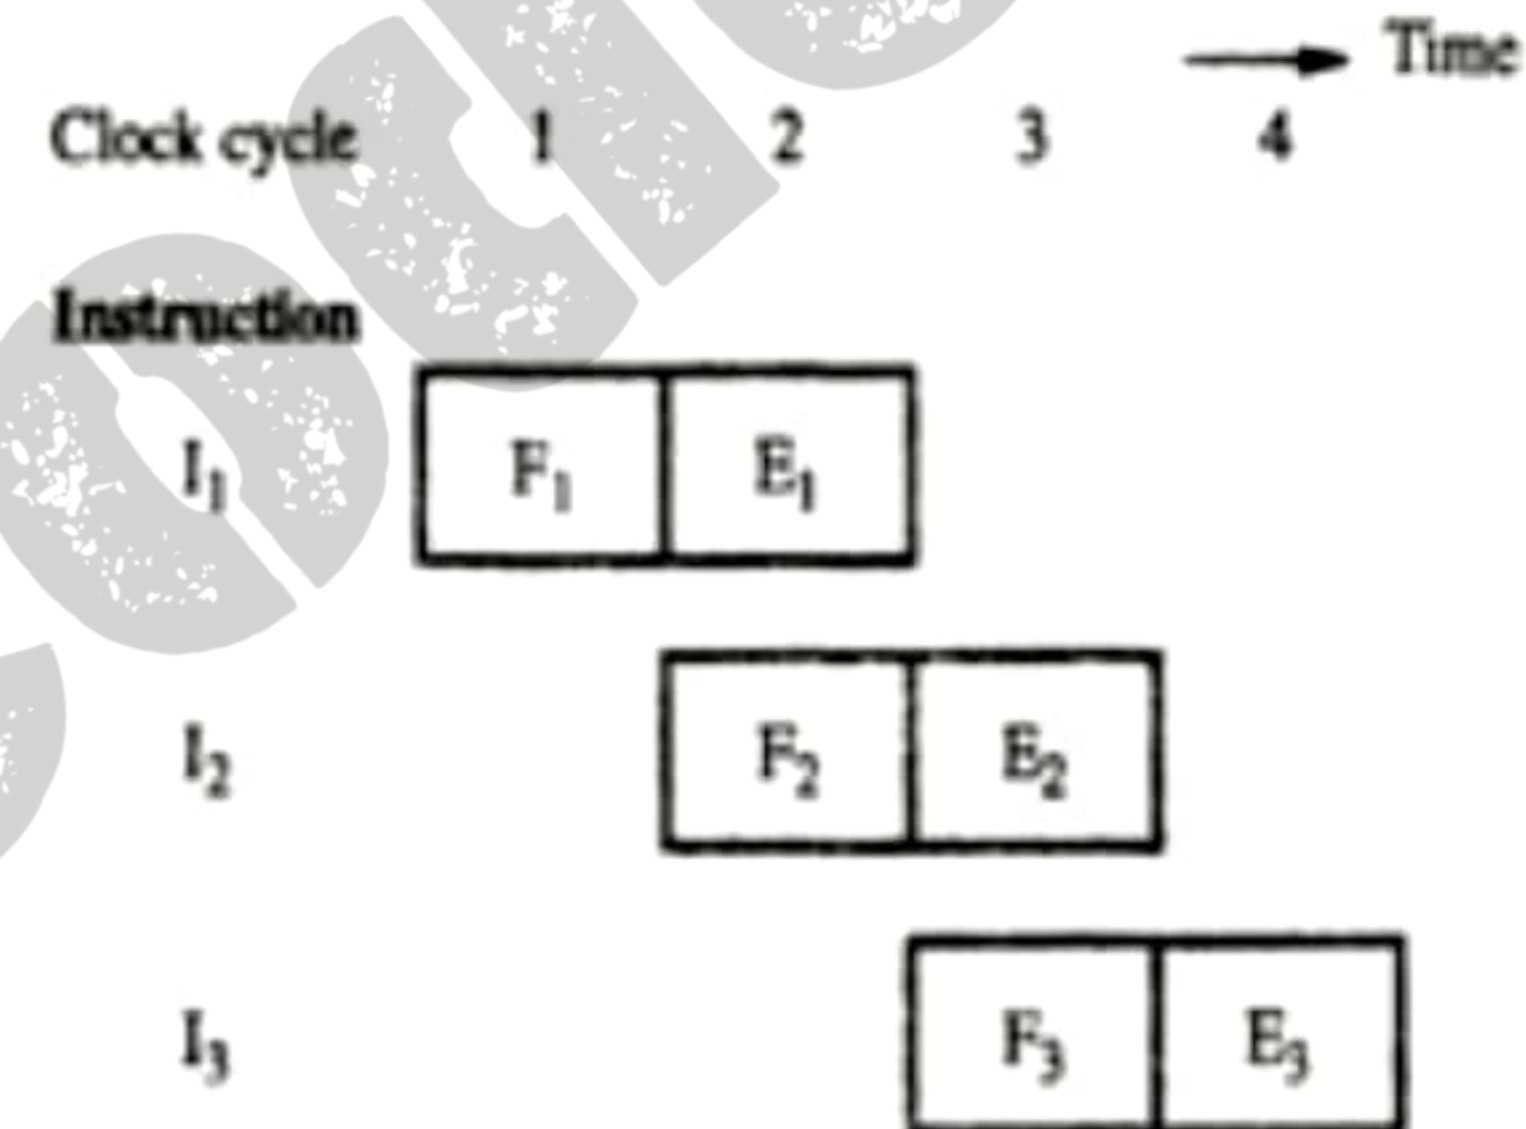 Time
Clock cycle 1 2 3 4
Instruction
I₁ F₁ E₁
I₂ F₂ E₂
I₃ F₃ E₃